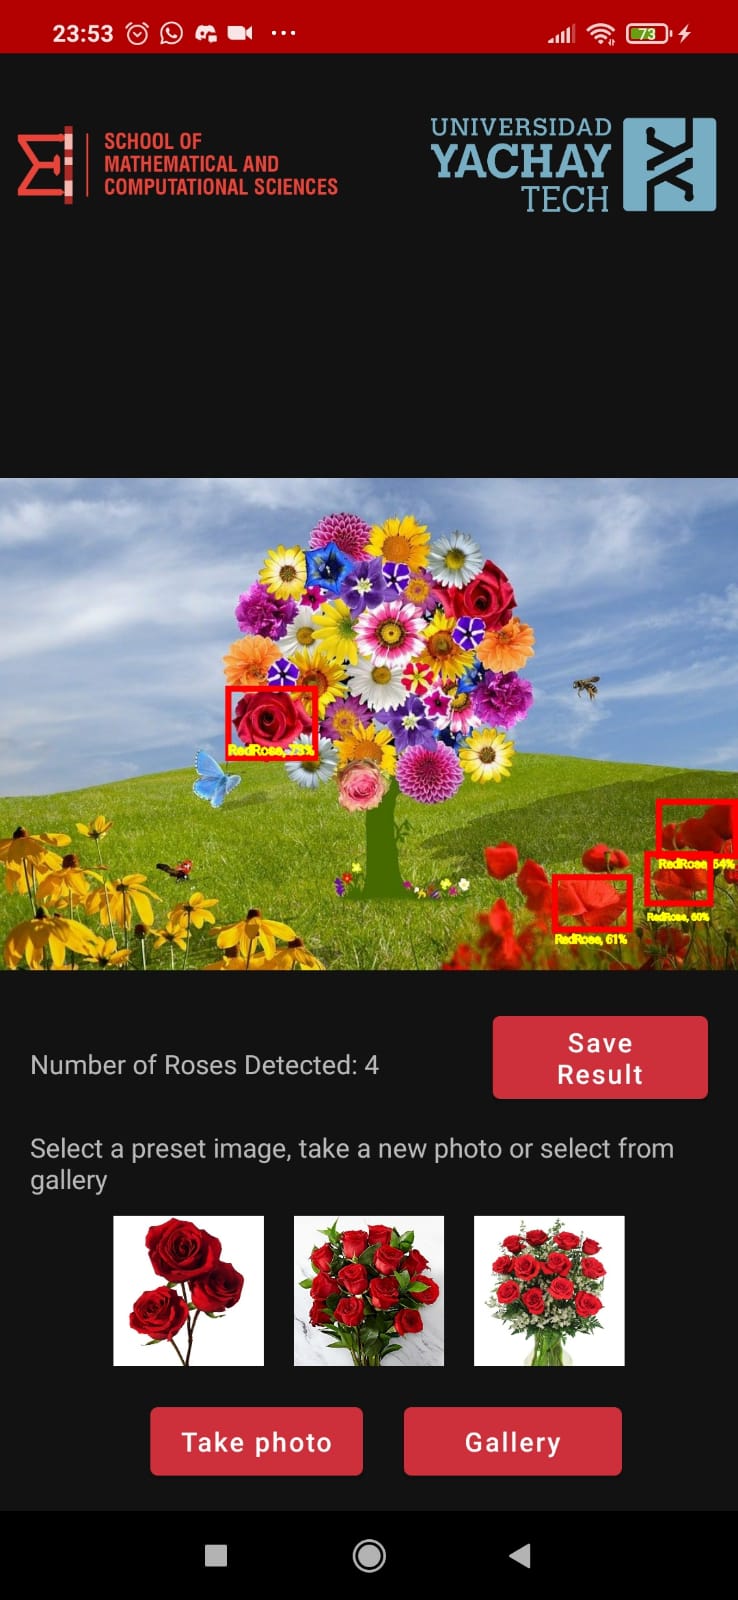 23:53
73
SCHOOL OF
MATHEMATICAL AND
COMPUTATIONAL SCIENCES
UNIVERSIDAD
YACHAY
TECH
RedRose, 73%
RedRose, 64%
RedRose, 60%
RedRose, 61%
Number of Roses Detected: 4
Save
Result
Select a preset image, take a new photo or select from
gallery
Take photo
Gallery